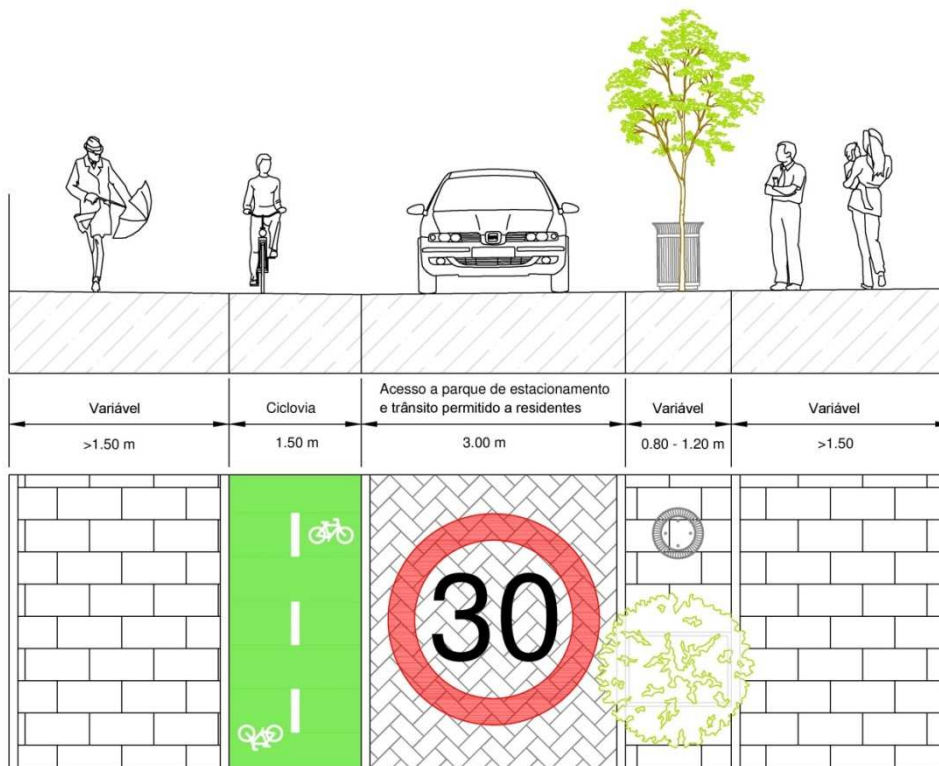 Variável
>1.50 m
Ciclovia
1.50 m
Acesso a parque de estacionamento
e trânsito permitido a residentes
3.00 m
Variável
0.80 - 1.20 m
Variável
>1.50
30